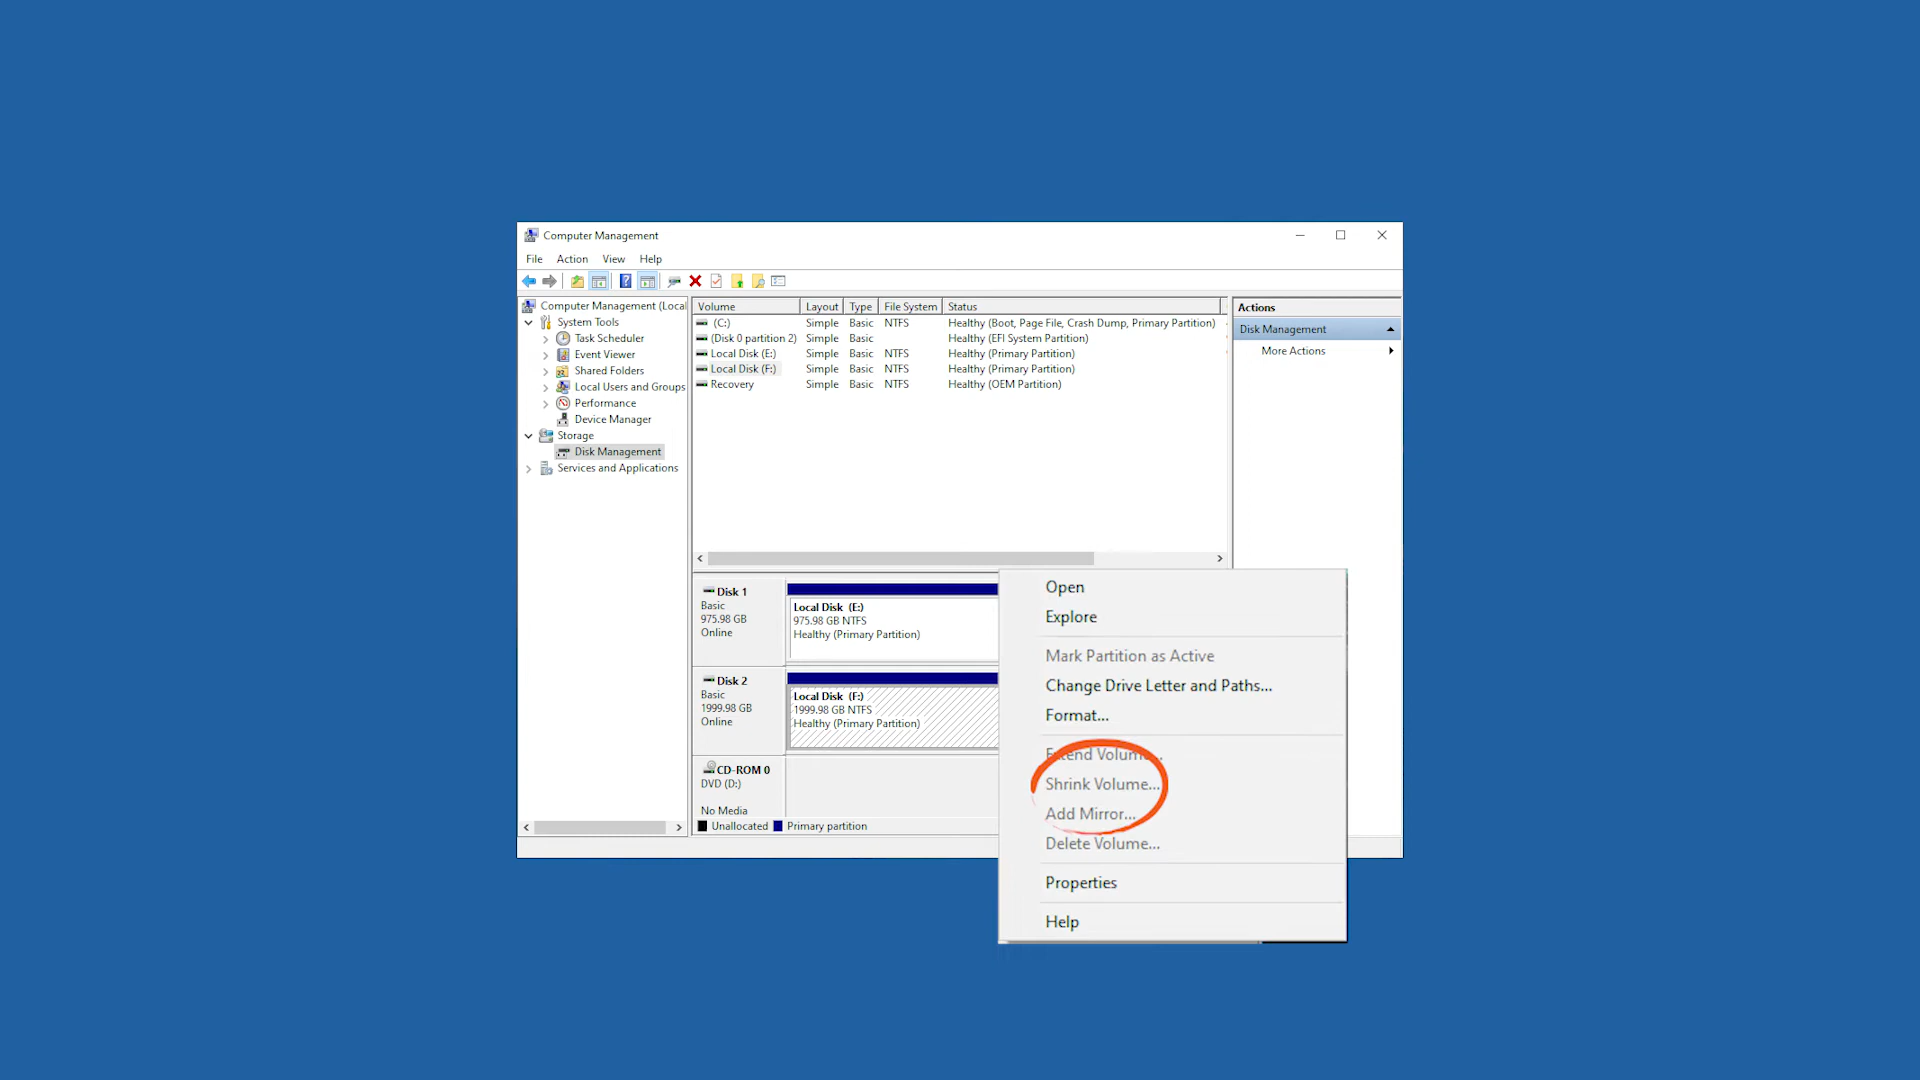 Computer Management
File Action View Help
Computer Management (Local
System Tools
Task Scheduler
Event Viewer
Shared Folders
Local Users and Groups
Performance
Device Manager
Storage
Disk Management
Services and Applications
Volume Layout Type File System Status
(C:) Simple Basic NTFS Healthy (Boot, Page File, Crash Dump, Primary Partition)
(Disk 0 partition 2) Simple Basic Healthy (EFI System Partition)
Local Disk (E:) Simple Basic NTFS Healthy (Primary Partition)
Local Disk (F:) Simple Basic NTFS Healthy (Primary Partition)
Recovery Simple Basic NTFS Healthy (OEM Partition)
Actions
Disk Management
More Actions
Disk 1
Basic
975.98 GB
Online
Local Disk (E:)
975.98 GB NTFS
Healthy (Primary Partition)
Disk 2
Basic
1999.98 GB
Online
Local Disk (F:)
1999.98 GB NTFS
Healthy (Primary Partition)
CD-ROM 0
DVD (D:)
No Media
Unallocated Primary partition
Open
Explore
Mark Partition as Active
Change Drive Letter and Paths...
Format...
Extend Volume...
Shrink Volume...
Add Mirror...
Delete Volume...
Properties
Help